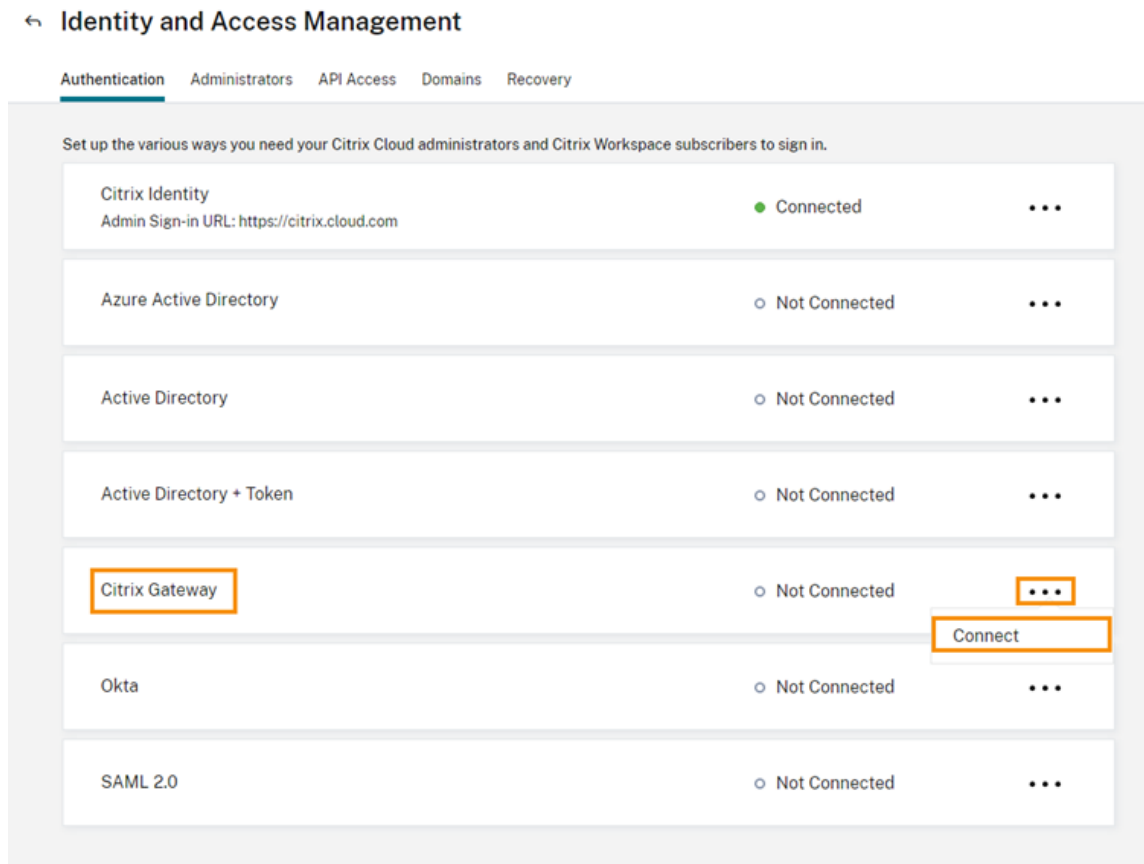 Identity and Access Management
Authentication Administrators API Access Domains Recovery
Set up the various ways you need your Citrix Cloud administrators and Citrix Workspace subscribers to sign in.
Citrix Identity
Admin Sign-in URL: https://citrix.cloud.com
Connected
Azure Active Directory
Not Connected
Active Directory
Not Connected
Active Directory + Token
Not Connected
Citrix Gateway
Not Connected
Connect
Okta
Not Connected
SAML 2.0
Not Connected